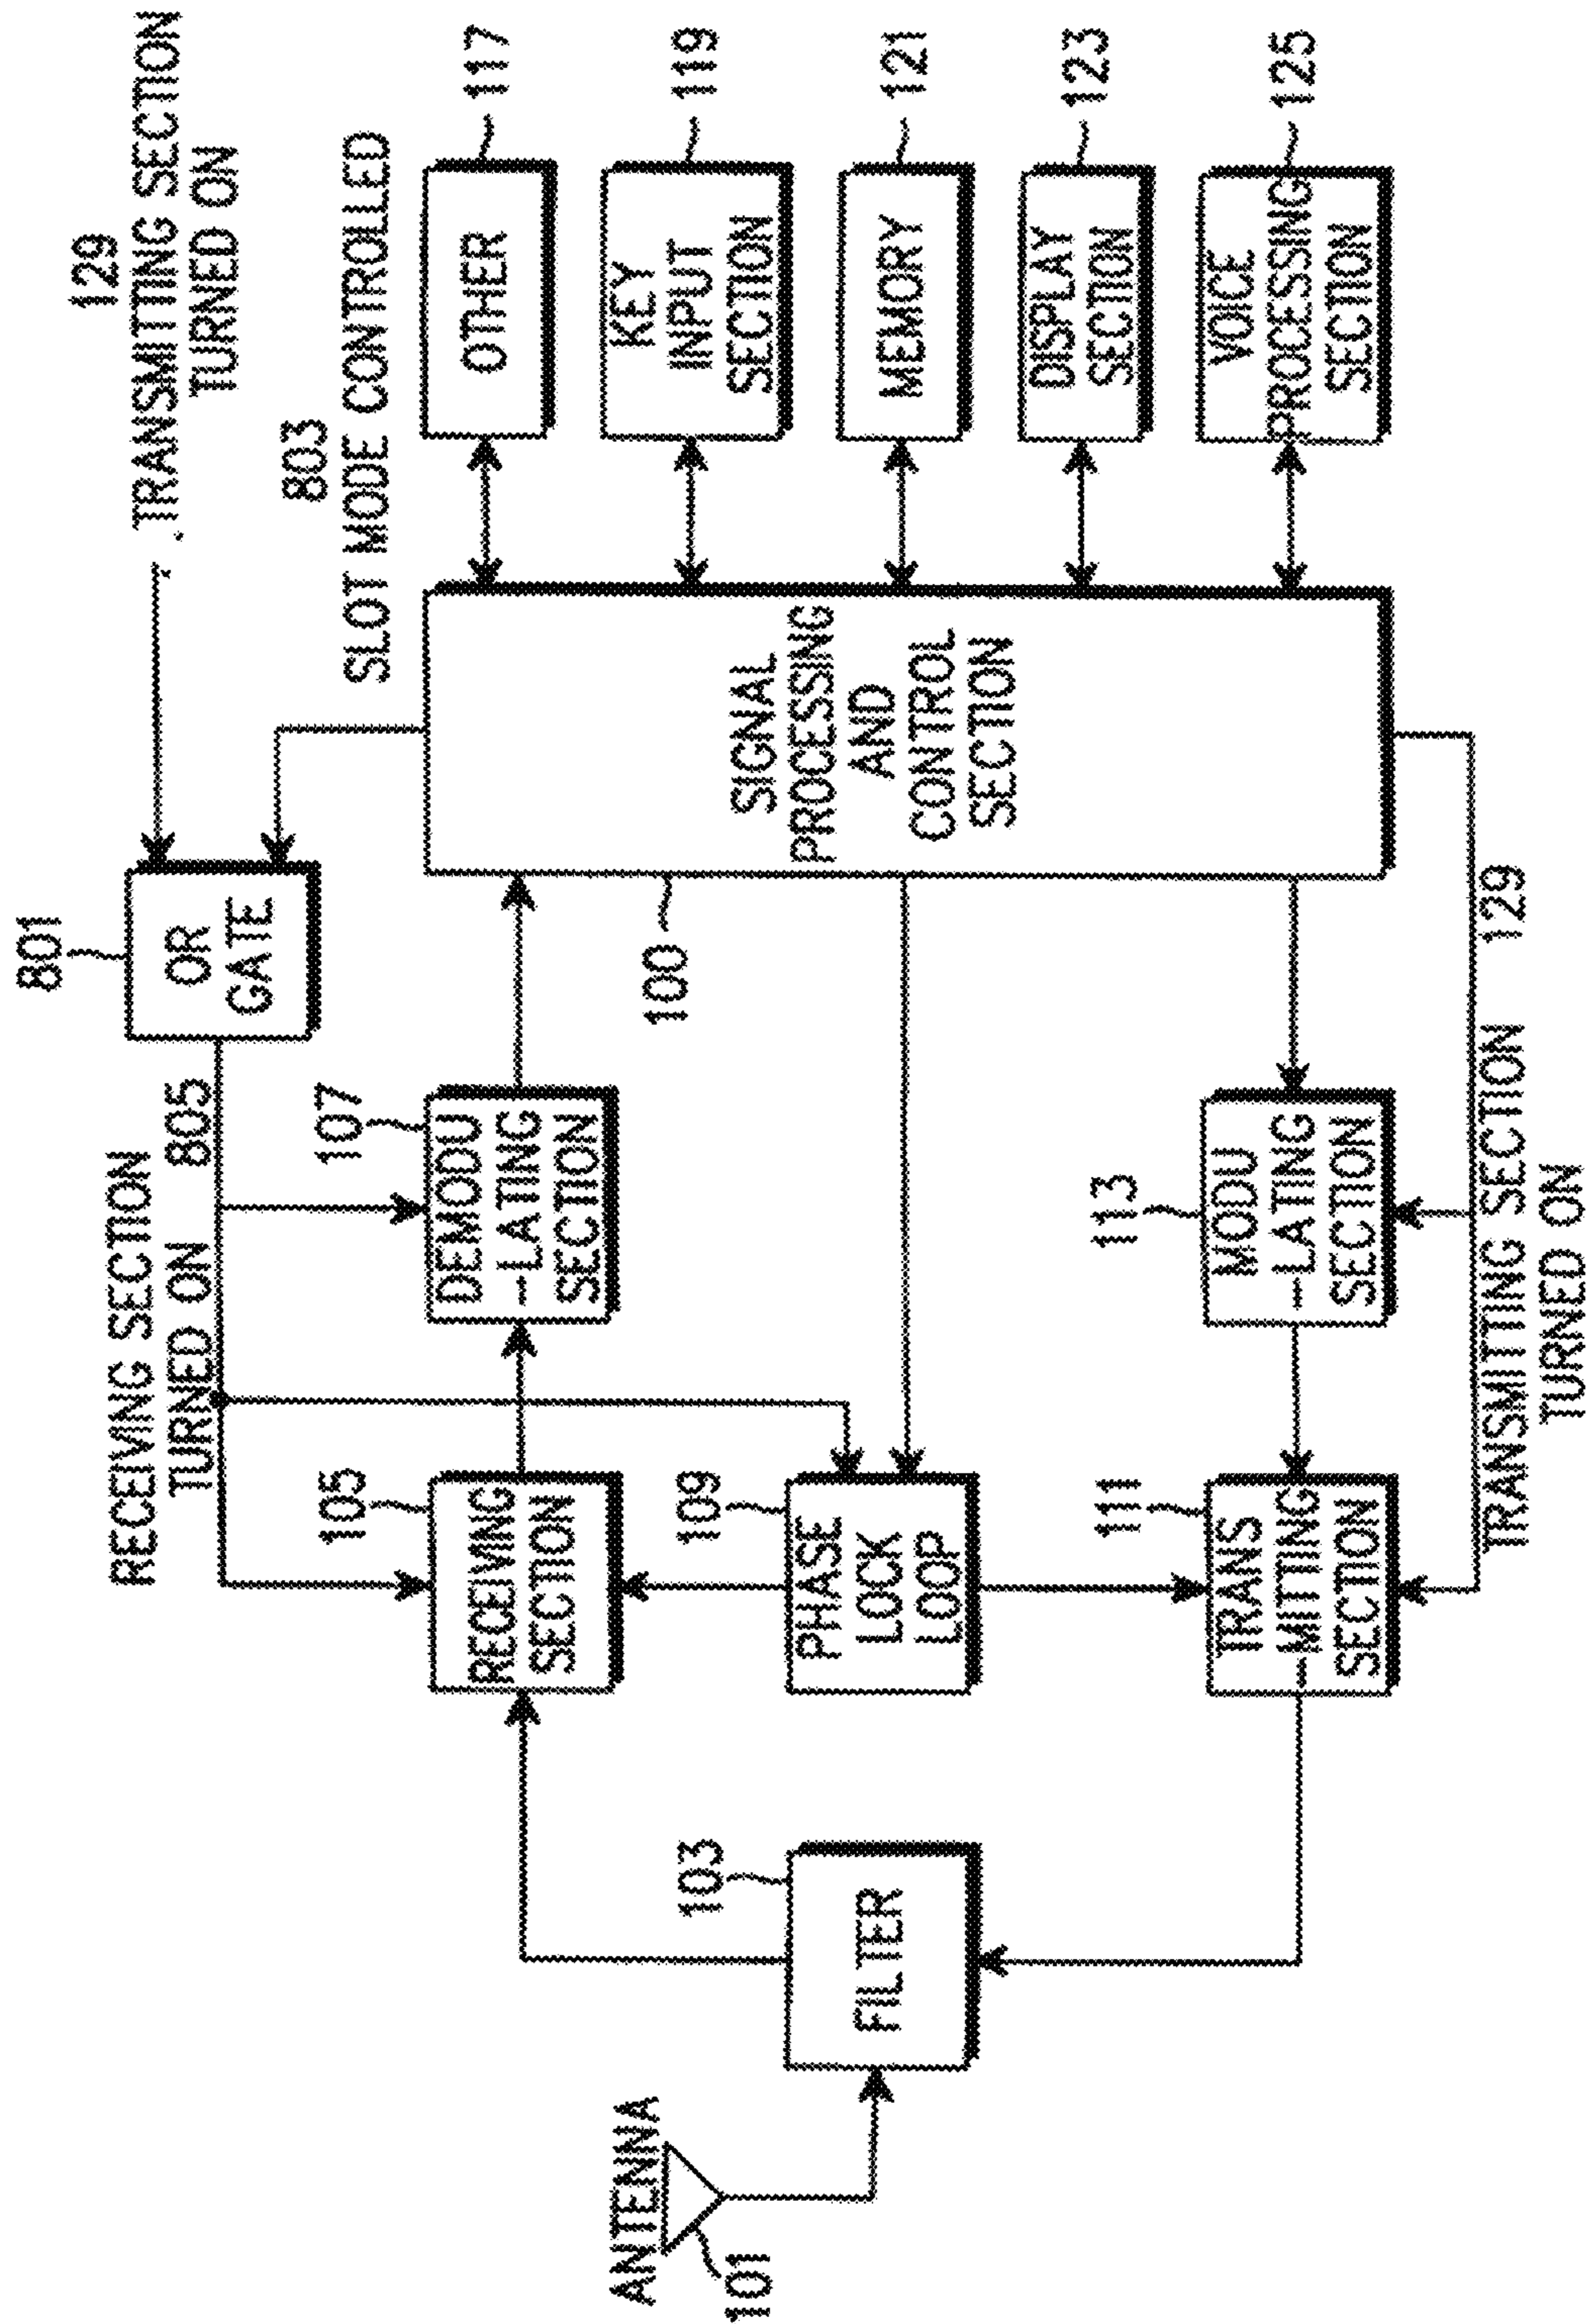 129
TRANSMITTING SECTION
TURNED ON
803
SLOT MODE CONTROLLED
801
OR
GATE
RECEIVING SECTION
TURNED ON 805
107
DEMODU
-LATING
SECTION
105
RECEIVING
SECTION
100
SIGNAL
PROCESSING
AND
CONTROL
SECTION
OTHER
117
KEY
INPUT
SECTION
119
MEMORY
121
DISPLAY
SECTION
123
VOICE
PROCESSING
SECTION
125
ANTENNA
101
103
FILTER
109
PHASE
LOCK
LOOP
111
TRANS
-MITTING
SECTION
113
MODU
-LATING
SECTION
TRANSMITTING SECTION 129
TURNED ON